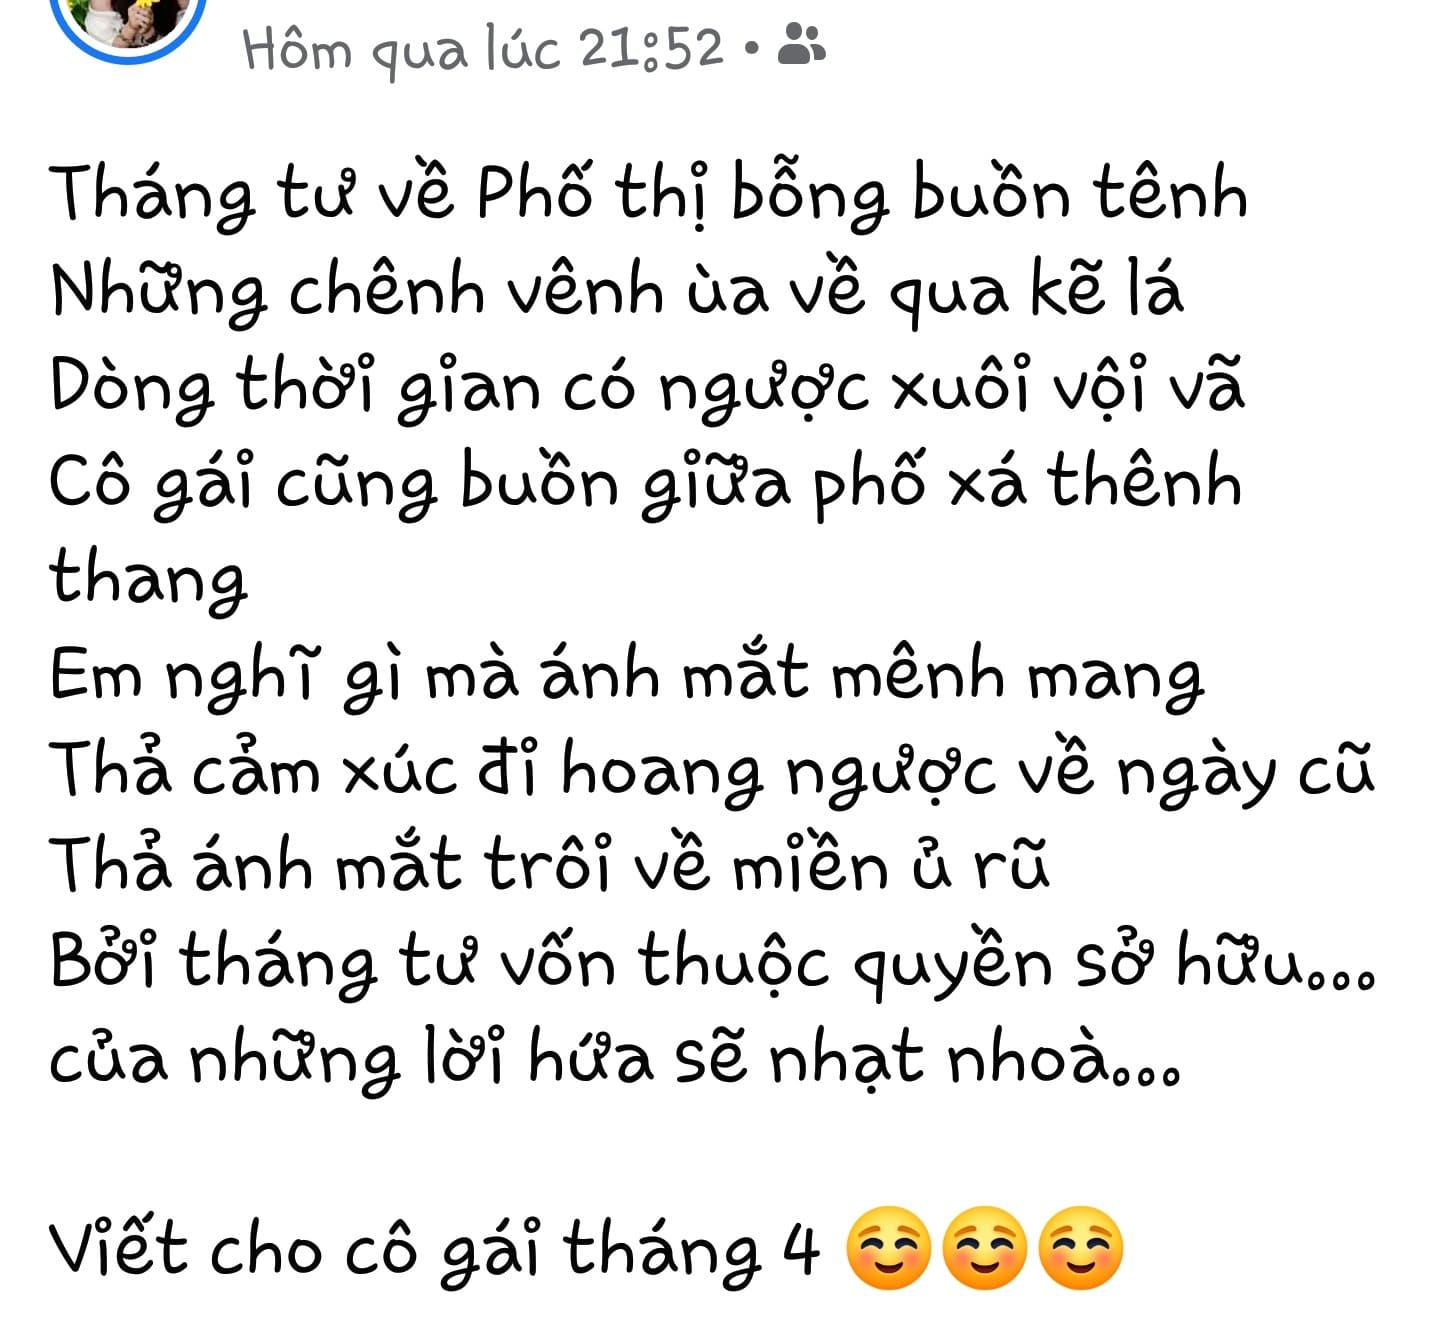 Hôm qua lúc 21:52 •
Tháng tư về Phố thị bỗng buồn tênh
Những chênh vênh ùa về qua kẽ lá
Dòng thời gian có ngược xuôi vội vã
Cô gái cũng buồn giữa phố xá thênh
thang
Em nghĩ gì mà ánh mắt mênh mang
Thả cảm xúc đi hoang ngược về ngày cũ
Thả ánh mắt trôi về miền ủ rũ
Bởi tháng tư vốn thuộc quyền sở hữu...
của những lời hứa sẽ nhạt nhoà...
Viết cho cô gái tháng 4 ☺️☺️☺️